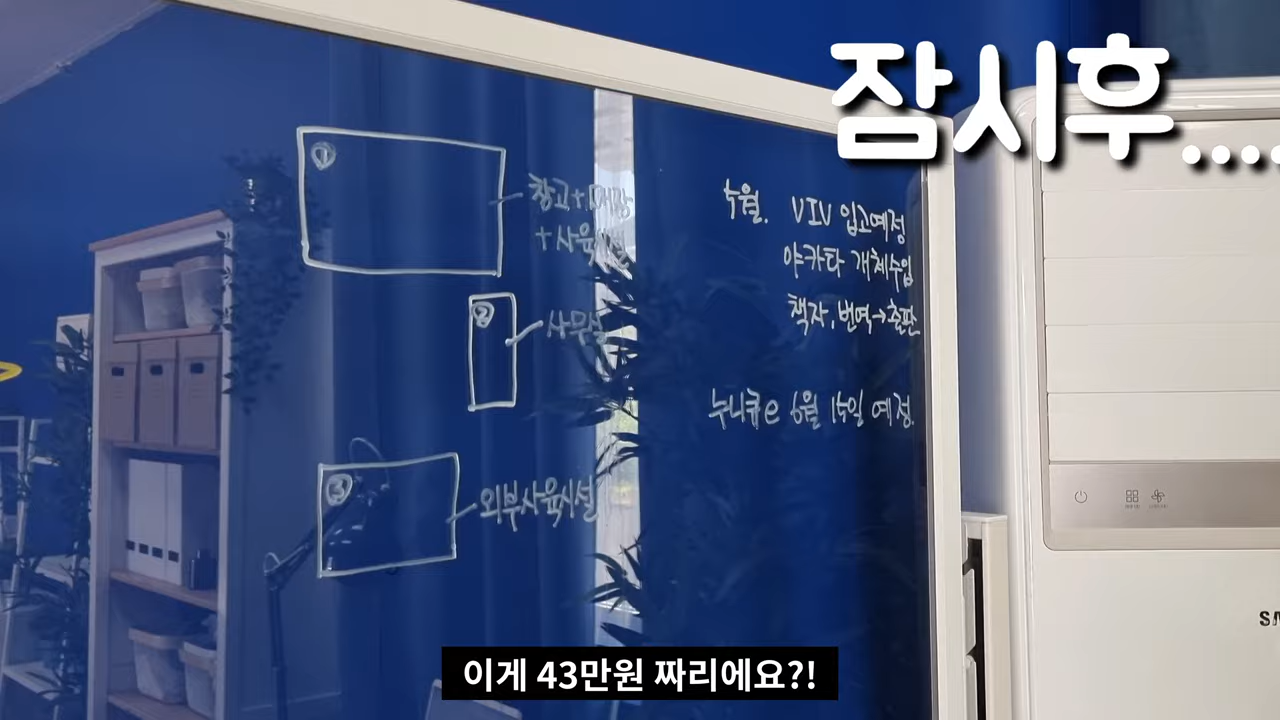 잠시후....
①
창고+매장
+사육시설
②
사무실
③
외부사육시설
5월. VIV 입고예정
야카타 개체수입
책자, 번역→출판
누니큐e 6월 15일 예정.
이게 43만원 짜리에요?!